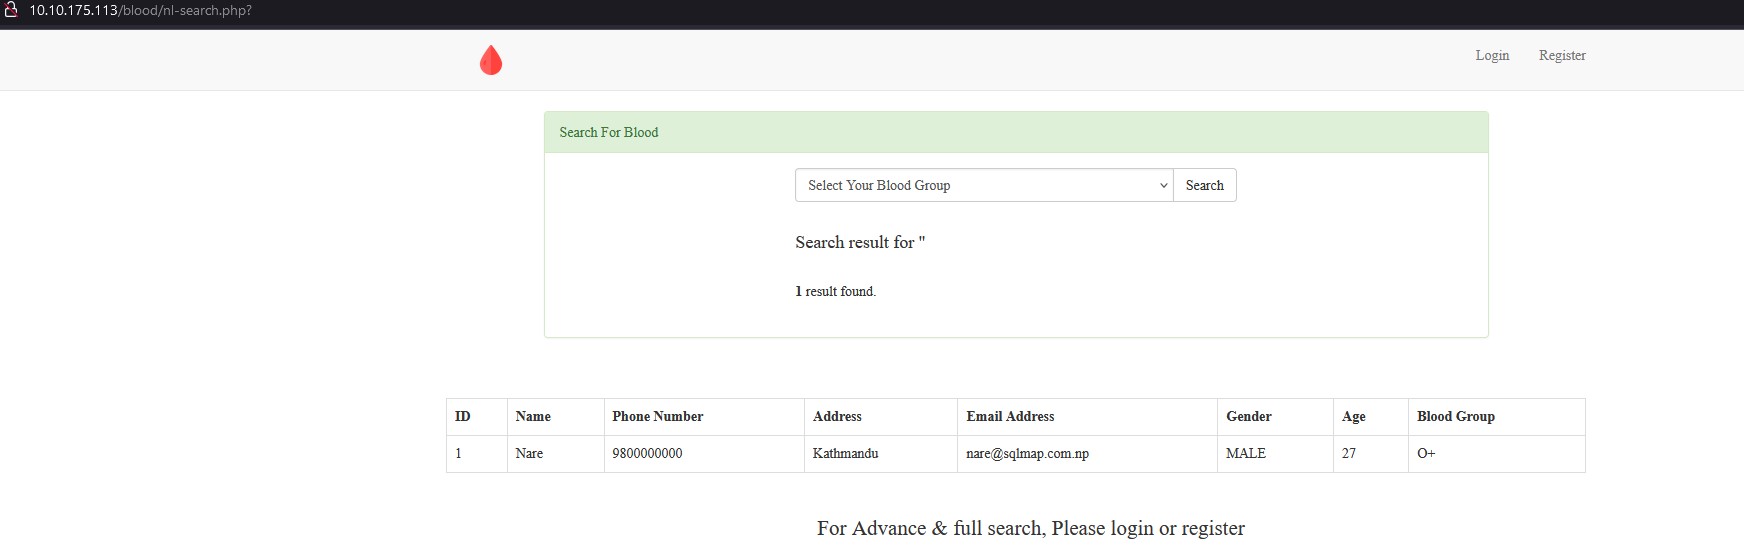 10.10.175.113/blood/nl-search.php?
Login Register
Search For Blood
Select Your Blood Group Search
Search result for ''
1 result found.
ID Name Phone Number Address Email Address Gender Age Blood Group
1 Nare 9800000000 Kathmandu nare@sqlmap.com.np MALE 27 O+
For Advance & full search, Please login or register